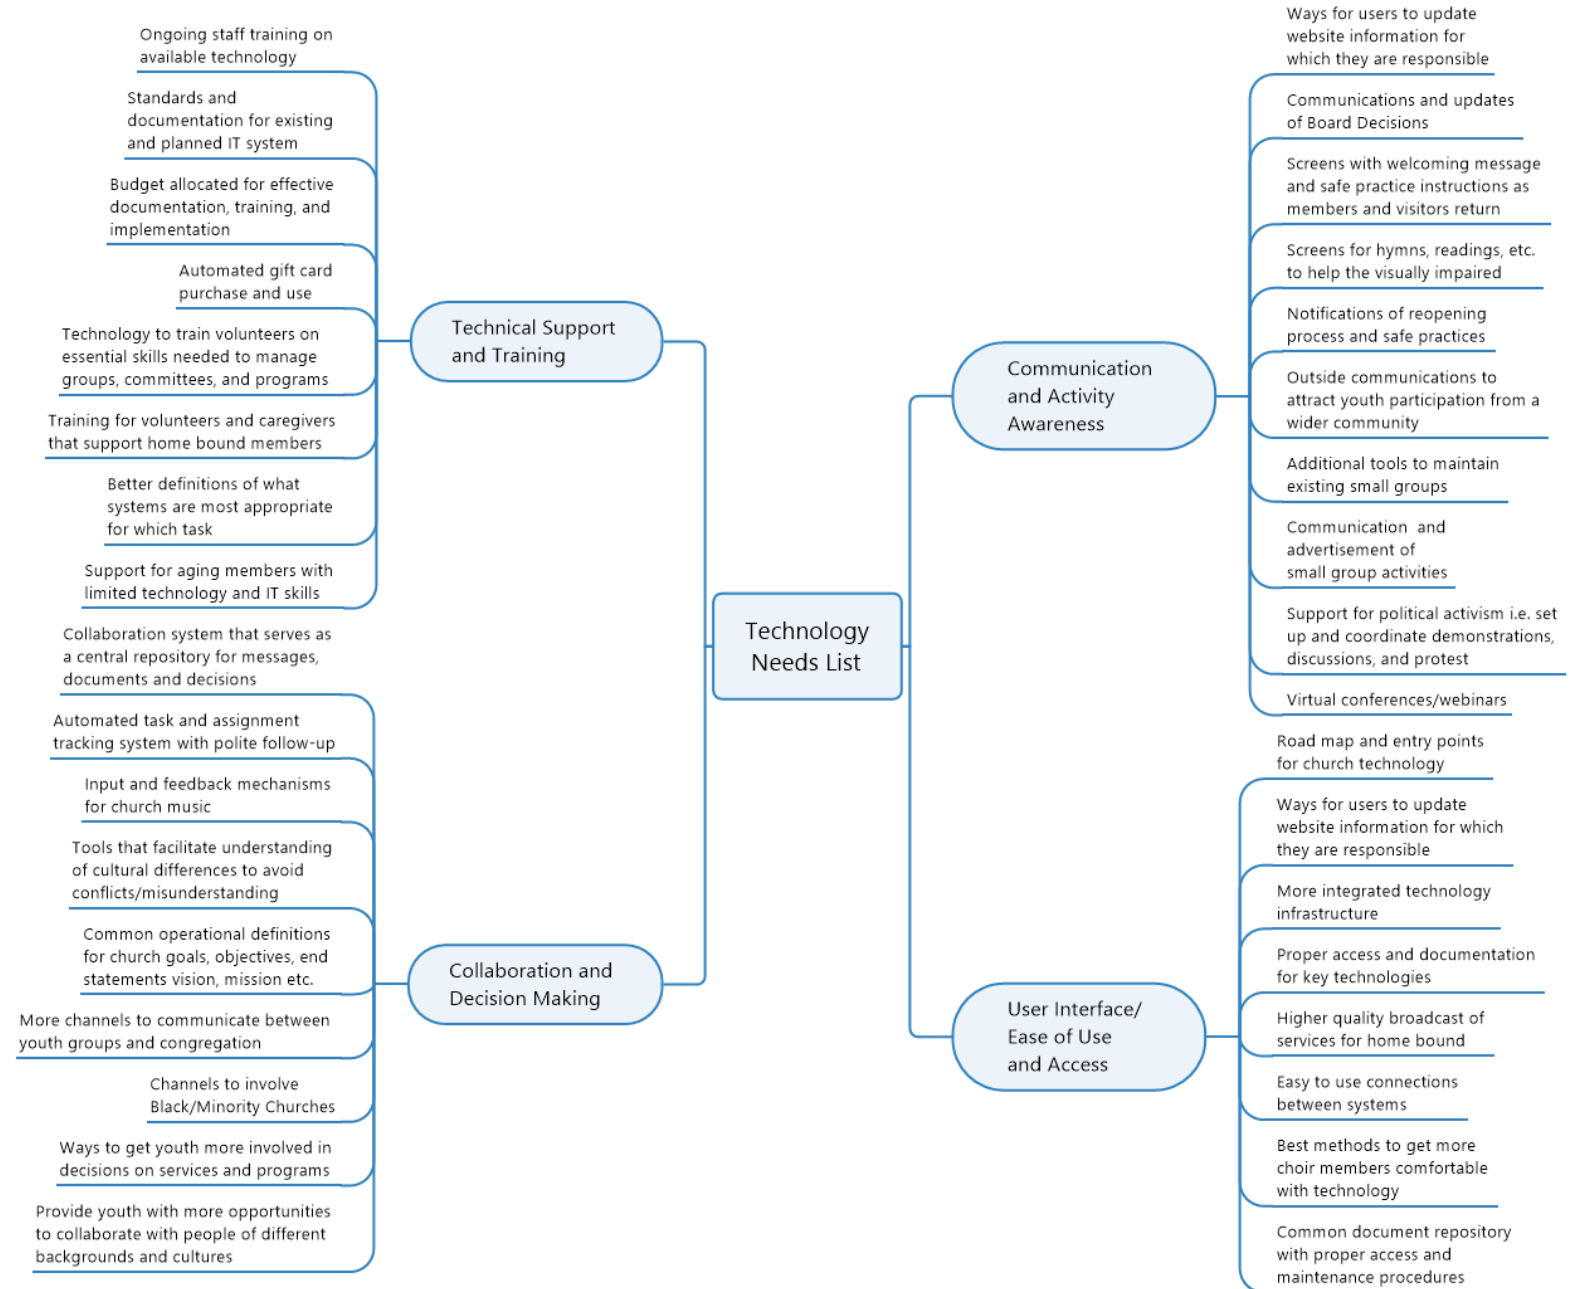 Technology
Needs List
Technical Support
and Training
Ongoing staff training on
available technology
Standards and
documentation for existing
and planned IT system
Budget allocated for effective
documentation, training, and
implementation
Automated gift card
purchase and use
Technology to train volunteers on
essential skills needed to manage
groups, committees, and programs
Training for volunteers and caregivers
that support home bound members
Better definitions of what
systems are most appropriate
for which task
Support for aging members with
limited technology and IT skills
Collaboration and
Decision Making
Collaboration system that serves as
a central repository for messages,
documents and decisions
Automated task and assignment
tracking system with polite follow-up
Input and feedback mechanisms
for church music
Tools that facilitate understanding
of cultural differences to avoid
conflicts/misunderstanding
Common operational definitions
for church goals, objectives, end
statements vision, mission etc.
More channels to communicate between
youth groups and congregation
Channels to involve
Black/Minority Churches
Ways to get youth more involved in
decisions on services and programs
Provide youth with more opportunities
to collaborate with people of different
backgrounds and cultures
Communication
and Activity
Awareness
Ways for users to update
website information for
which they are responsible
Communications and updates
of Board Decisions
Screens with welcoming message
and safe practice instructions as
members and visitors return
Screens for hymns, readings, etc.
to help the visually impaired
Notifications of reopening
process and safe practices
Outside communications to
attract youth participation from a
wider community
Additional tools to maintain
existing small groups
Communication  and
advertisement of
small group activities
Support for political activism i.e. set
up and coordinate demonstrations,
discussions, and protest
Virtual conferences/webinars
User Interface/
Ease of Use
and Access
Road map and entry points
for church technology
Ways for users to update
website information for which
they are responsible
More integrated technology
infrastructure
Proper access and documentation
for key technologies
Higher quality broadcast of
services for home bound
Easy to use connections
between systems
Best methods to get more
choir members comfortable
with technology
Common document repository
with proper access and
maintenance procedures